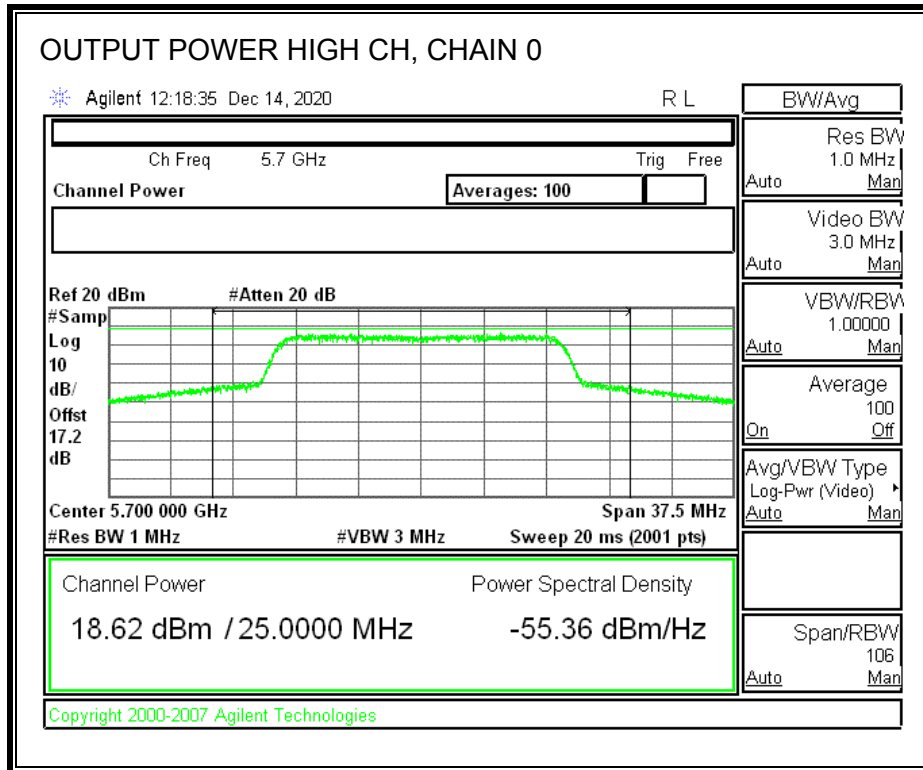 OUTPUT POWER HIGH CH, CHAIN 0
Agilent 12:18:35 Dec 14, 2020 R L
Ch Freq 5.7 GHz Trig Free
Channel Power Averages: 100
Ref 20 dBm #Atten 20 dB
#Samp
Log
10
dB/
Offst
17.2
dB
Center 5.700 000 GHz Span 37.5 MHz
#Res BW 1 MHz #VBW 3 MHz Sweep 20 ms (2001 pts)
Channel Power Power Spectral Density
18.62 dBm / 25.0000 MHz -55.36 dBm/Hz
Copyright 2000-2007 Agilent Technologies
BW/Avg
Res BW
1.0 MHz
Auto Man
Video BW
3.0 MHz
Auto Man
VBW/RBW
1.00000
Auto Man
Average
100
On Off
Avg/VBW Type
Log-Pwr (Video)
Auto Man
Span/RBW
106
Auto Man